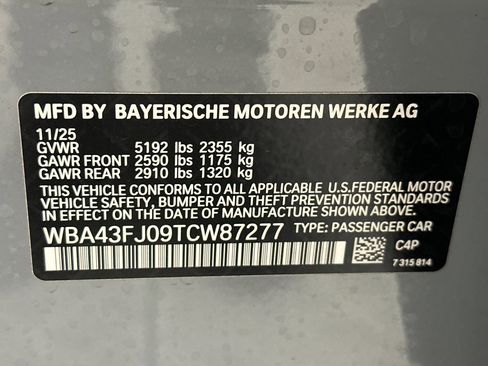 MFD BY BAYERISCHE MOTOREN WERKE AG
11/25
GVWR 5192 lbs 2355 kg
GAWR FRONT 2590 lbs 1175 kg
GAWR REAR 2910 lbs 1320 kg
THIS VEHICLE CONFORMS TO ALL APPLICABLE U.S.FEDERAL MOTOR
VEHICLE SAFETY, BUMPER AND THEFT PREVENTION STANDARDS
IN EFFECT ON THE DATE OF MANUFACTURE SHOWN ABOVE.
WBA43FJ09TCW87277 TYPE: PASSENGER CAR
C4P
7 315 814